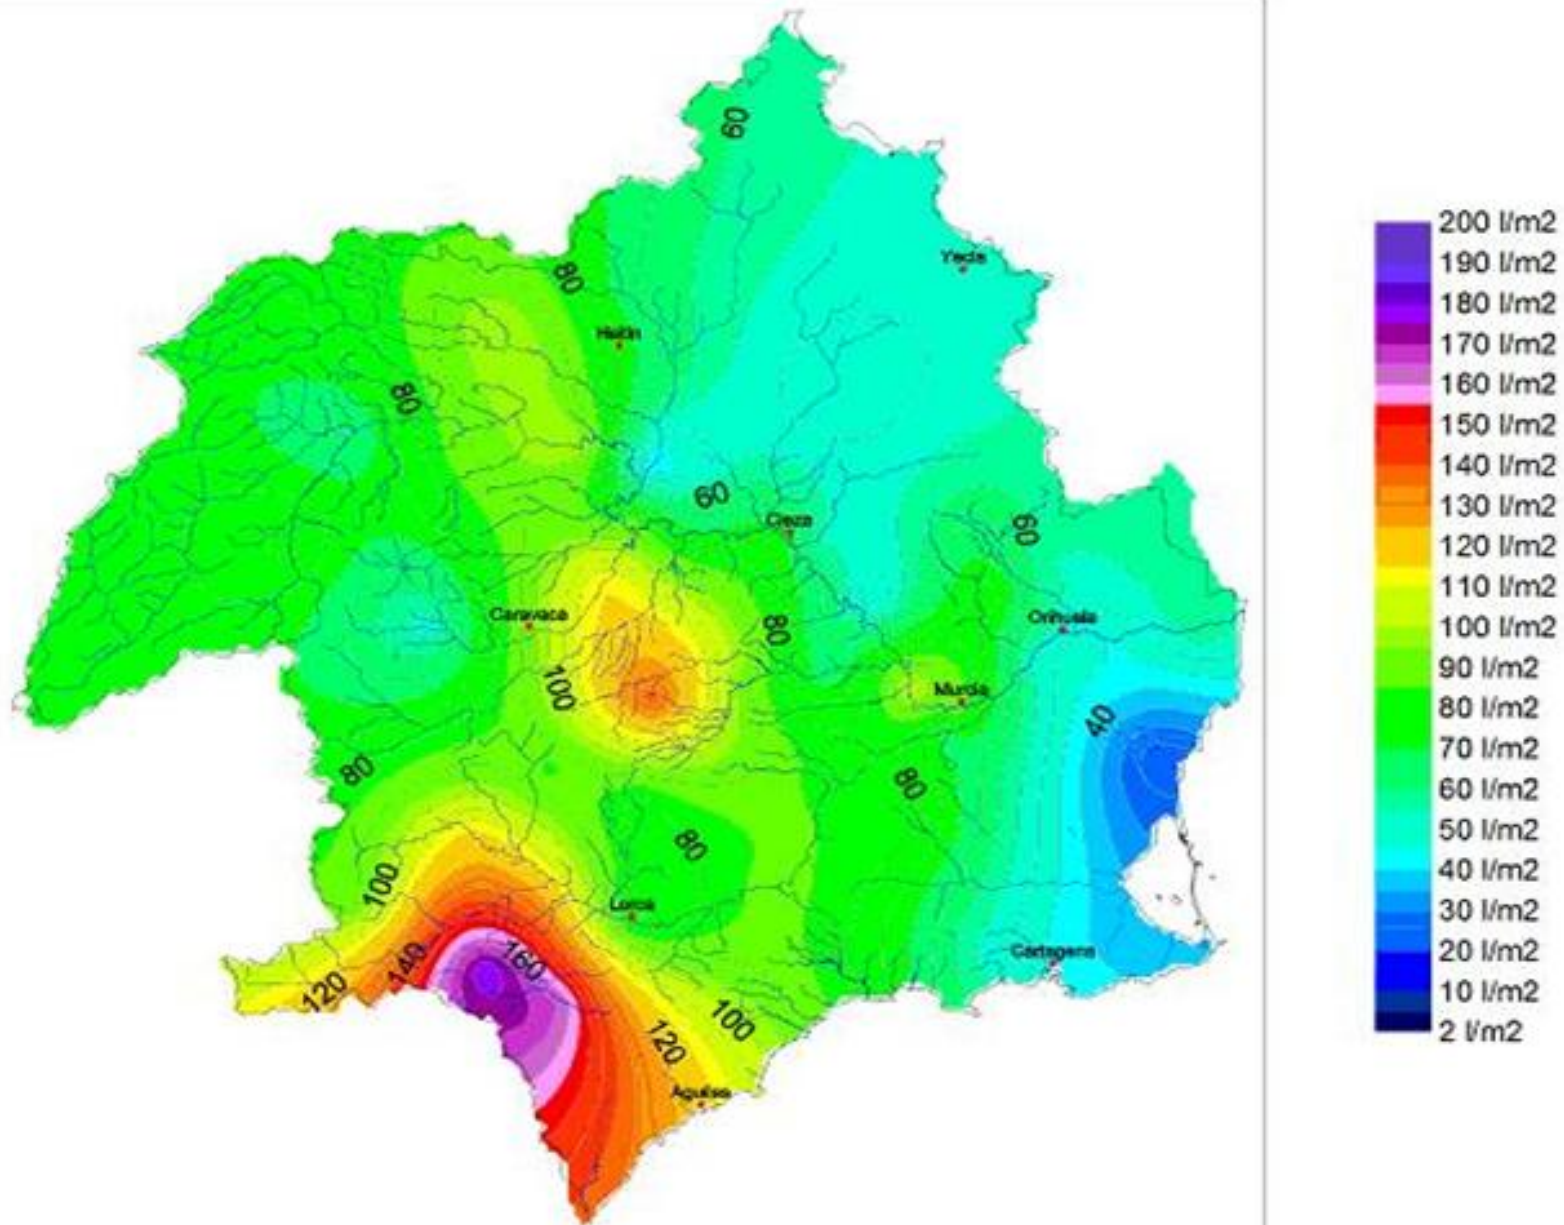 60
Yecla
80
Hellín
80
60
Cieza
60
Caravaca
80
Orihuela
100
Murcia
40
80
80
80
100
Lorca
Cartagena
160
140
120
100
120
Aguilas
200 l/m2
190 l/m2
180 l/m2
170 l/m2
160 l/m2
150 l/m2
140 l/m2
130 l/m2
120 l/m2
110 l/m2
100 l/m2
90 l/m2
80 l/m2
70 l/m2
60 l/m2
50 l/m2
40 l/m2
30 l/m2
20 l/m2
10 l/m2
2 l/m2